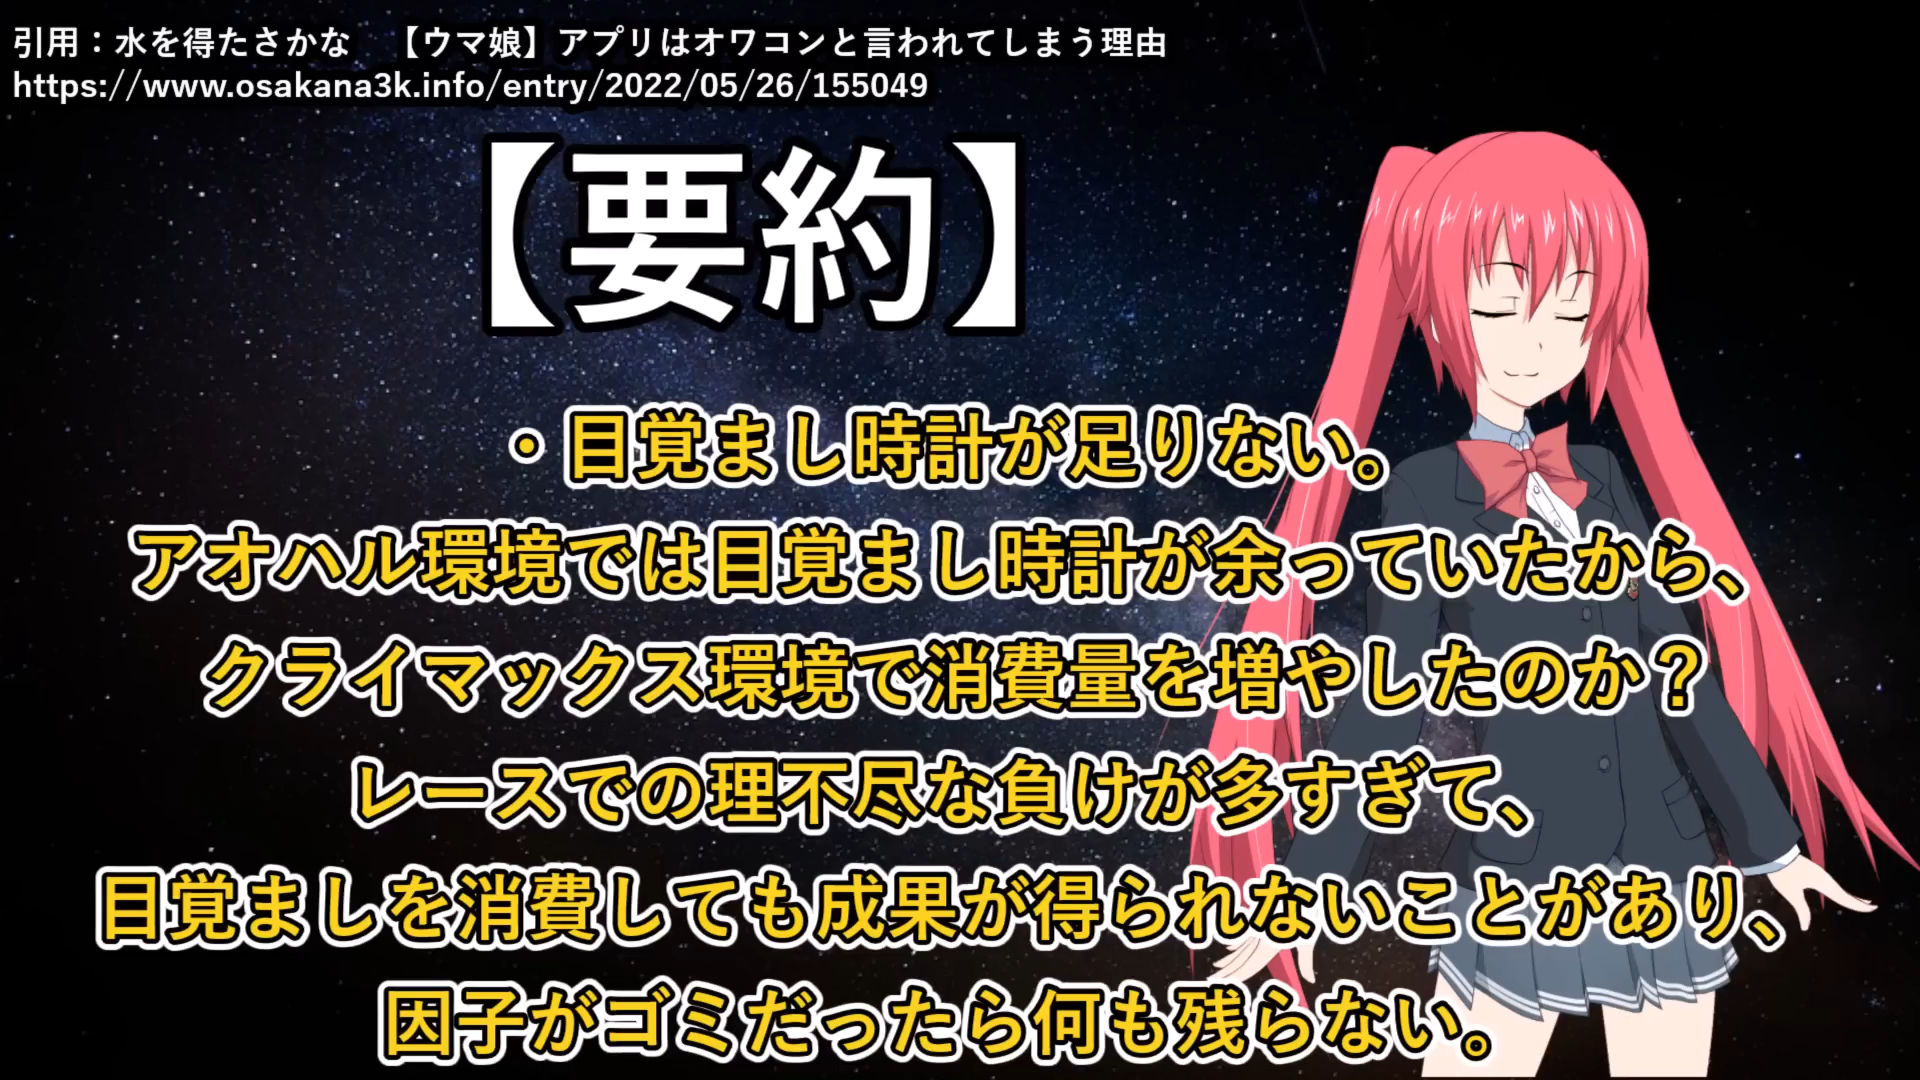 引用：水を得たさかな　【ウマ娘】アプリはオワコンと言われてしまう理由
https://www.osakana3k.info/entry/2022/05/26/155049
【要約】
・目覚まし時計が足りない。
アオハル環境では目覚まし時計が余っていたから、
クライマックス環境で消費量を増やしたのか？
レースでの理不尽な負けが多すぎて、
目覚ましを消費しても成果が得られないことがあり、
因子がゴミだったら何も残らない。